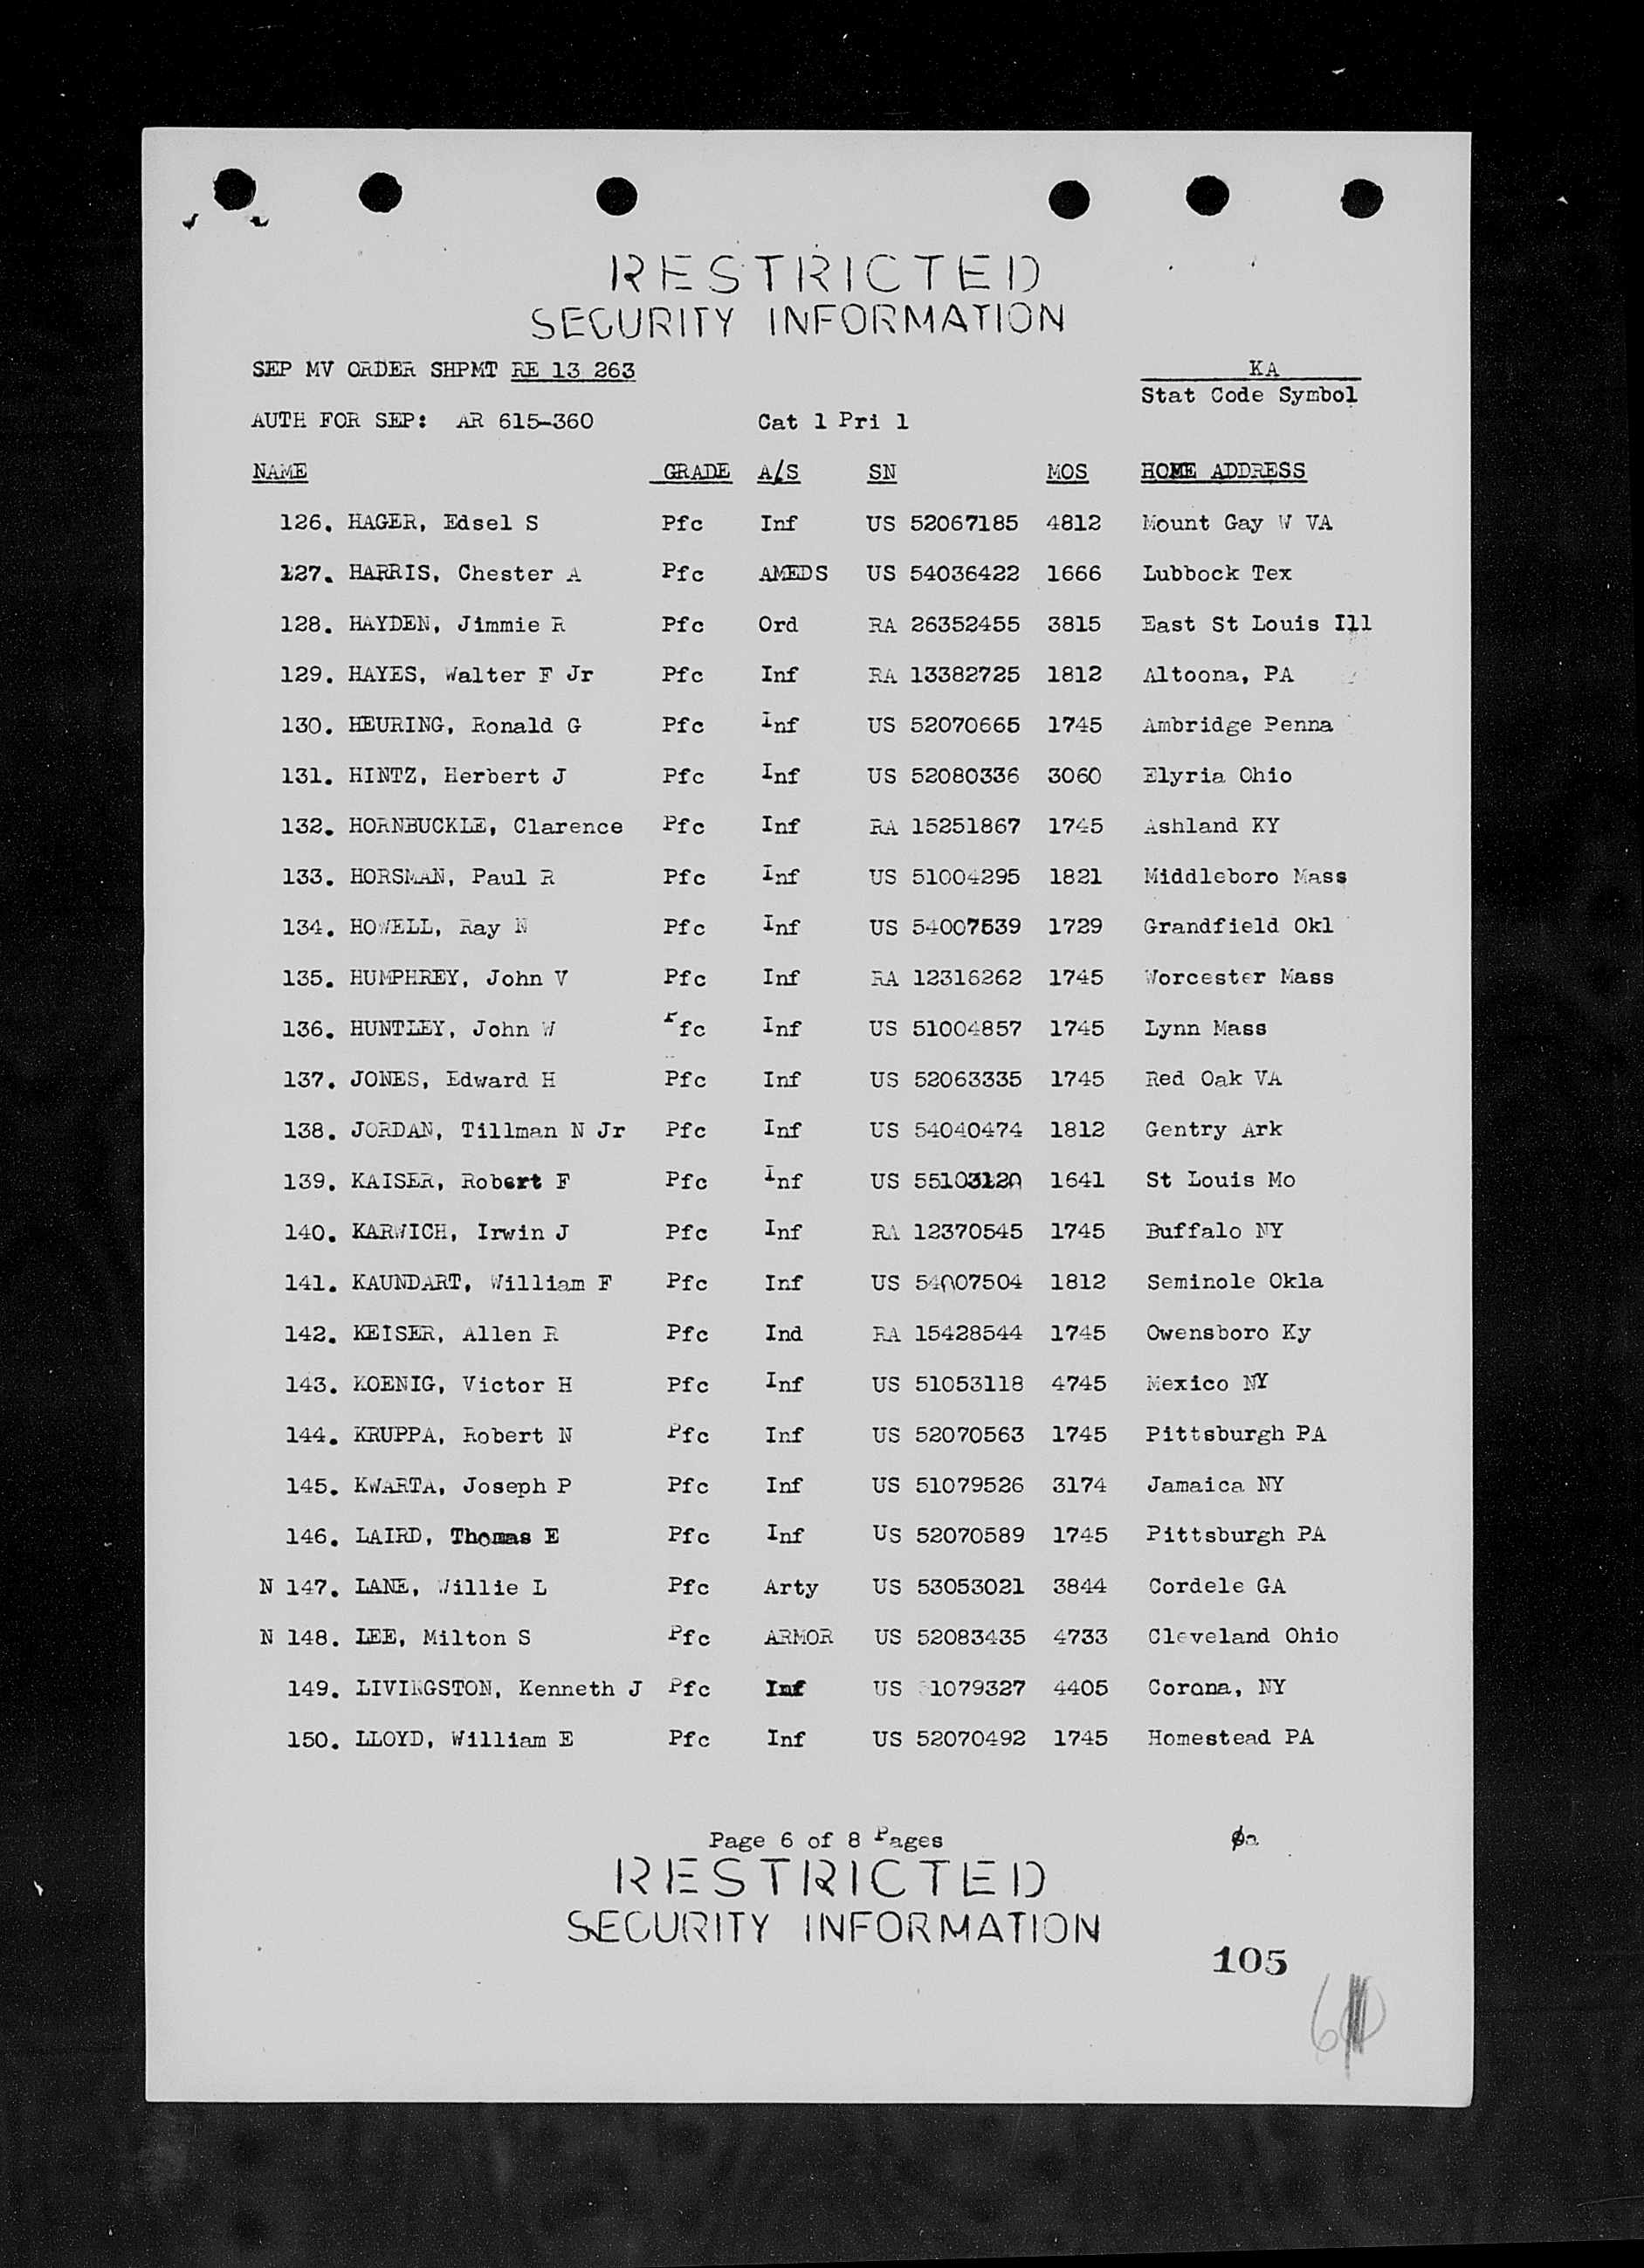 RESTRICTED
SECURITY INFORMATION
SEP MV ORDER SHPMT RE 13 263 KA
Stat Code Symbol
AUTH FOR SEP: AR 615-360 Cat 1 Pri 1
NAME GRADE A/S SN MOS HOME ADDRESS
126. HAGER, Edsel S Pfc Inf US 52067185 4812 Mount Gay W VA
127. HARRIS, Chester A Pfc AMEDS US 54036422 1666 Lubbock Tex
128. HAYDEN, Jimmie R Pfc Ord RA 26352455 3815 East St Louis Ill
129. HAYES, Walter F Jr Pfc Inf RA 13382725 1812 Altoona, PA
130. HEURING, Ronald G Pfc Inf US 52070665 1745 Ambridge Penna
131. HINTZ, Herbert J Pfc Inf US 52080336 3060 Elyria Ohio
132. HORNBUCKLE, Clarence Pfc Inf RA 15251867 1745 Ashland KY
133. HORSMAN, Paul R Pfc Inf US 51004295 1821 Middleboro Mass
134. HOWELL, Ray N Pfc Inf US 54007539 1729 Grandfield Okl
135. HUMPHREY, John V Pfc Inf RA 12316262 1745 Worcester Mass
136. HUNTLEY, John W Pfc Inf US 51004857 1745 Lynn Mass
137. JONES, Edward H Pfc Inf US 52063335 1745 Red Oak VA
138. JORDAN, Tillman N Jr Pfc Inf US 54040474 1812 Gentry Ark
139. KAISER, Robert F Pfc Inf US 55103120 1641 St Louis Mo
140. KARWICH, Irwin J Pfc Inf RA 12370545 1745 Buffalo NY
141. KAUNDART, William F Pfc Inf US 54007504 1812 Seminole Okla
142. KEISER, Allen R Pfc Ind RA 15428544 1745 Owensboro Ky
143. KOENIG, Victor H Pfc Inf US 51053118 4745 Mexico NY
144. KRUPPA, Robert N Pfc Inf US 52070563 1745 Pittsburgh PA
145. KWARTA, Joseph P Pfc Inf US 51079526 3174 Jamaica NY
146. LAIRD, Thomas E Pfc Inf US 52070589 1745 Pittsburgh PA
N 147. LANE, Willie L Pfc Arty US 53053021 3844 Cordele GA
N 148. LEE, Milton S Pfc ARMOR US 52083435 4733 Cleveland Ohio
149. LIVINGSTON, Kenneth J Pfc Inf US 51079327 4405 Corona, NY
150. LLOYD, William E Pfc Inf US 52070492 1745 Homestead PA
Page 6 of 8 Pages
RESTRICTED
SECURITY INFORMATION
105